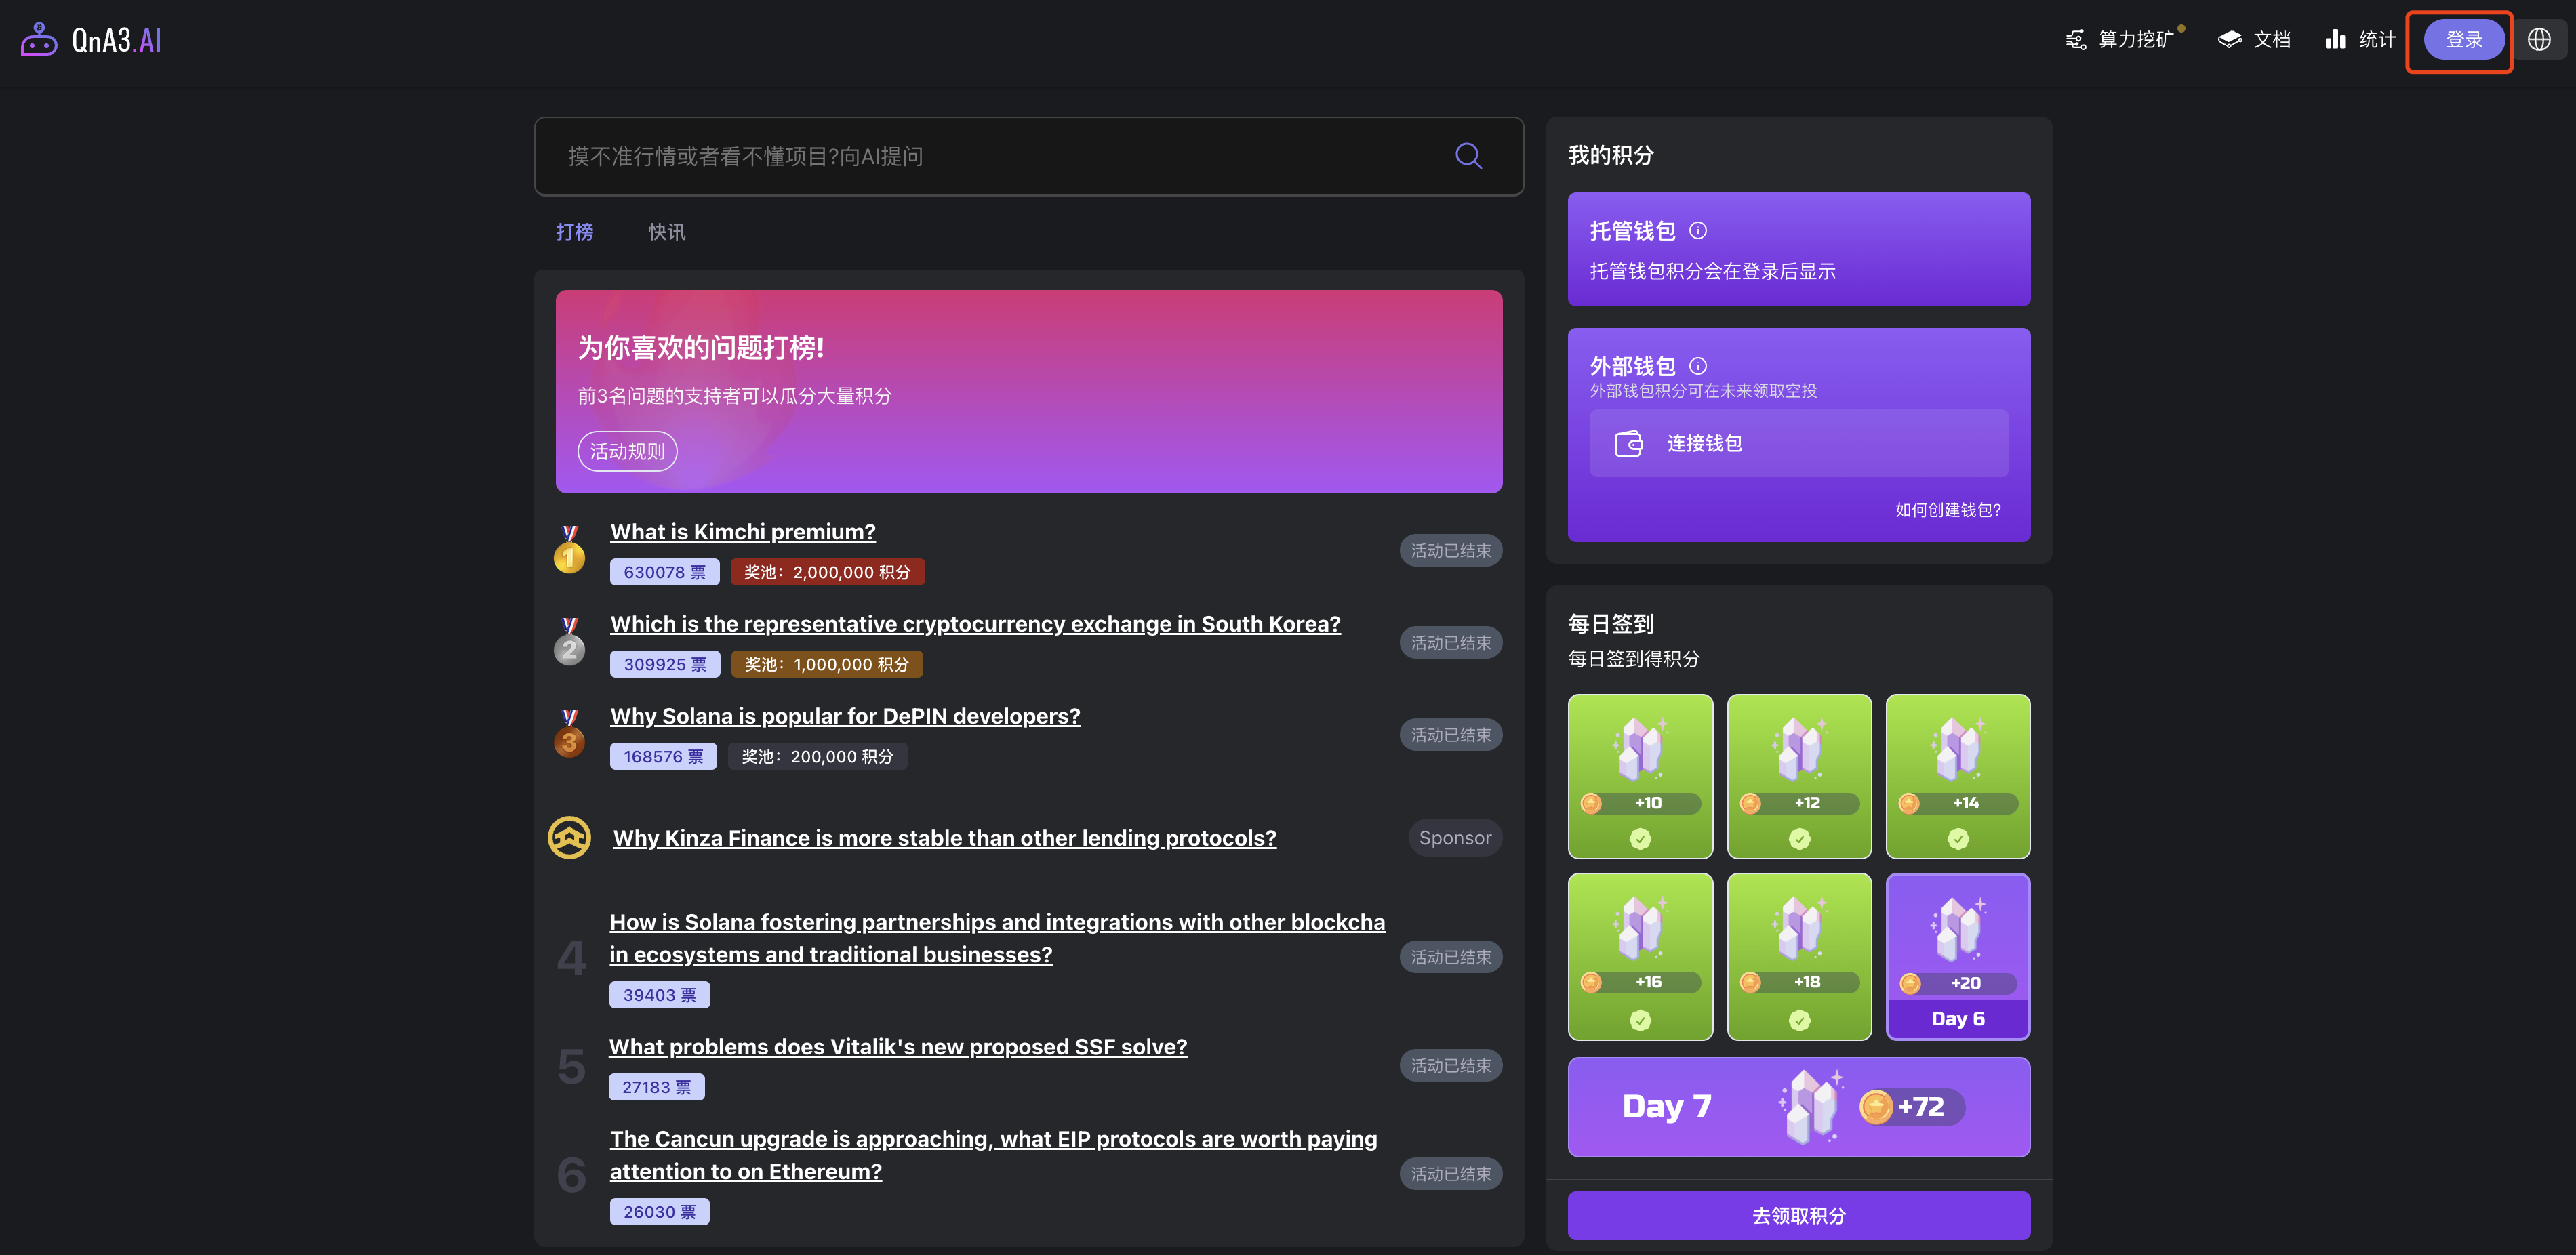 QnA3.AI
算力挖矿
文档
统计
登录
摸不准行情或者看不懂项目?向AI提问
打榜
快讯
为你喜欢的问题打榜!
前3名问题的支持者可以瓜分大量积分
活动规则
1
What is Kimchi premium?
630078 票
奖池：2,000,000 积分
活动已结束
2
Which is the representative cryptocurrency exchange in South Korea?
309925 票
奖池：1,000,000 积分
活动已结束
3
Why Solana is popular for DePIN developers?
168576 票
奖池：200,000 积分
活动已结束
Why Kinza Finance is more stable than other lending protocols?
Sponsor
4
How is Solana fostering partnerships and integrations with other blockcha
in ecosystems and traditional businesses?
39403 票
活动已结束
5
What problems does Vitalik's new proposed SSF solve?
27183 票
活动已结束
6
The Cancun upgrade is approaching, what EIP protocols are worth paying
attention to on Ethereum?
26030 票
活动已结束
我的积分
托管钱包
托管钱包积分会在登录后显示
外部钱包
外部钱包积分可在未来领取空投
连接钱包
如何创建钱包?
每日签到
每日签到得积分
+10
+12
+14
+16
+18
+20
Day 6
Day 7
+72
去领取积分